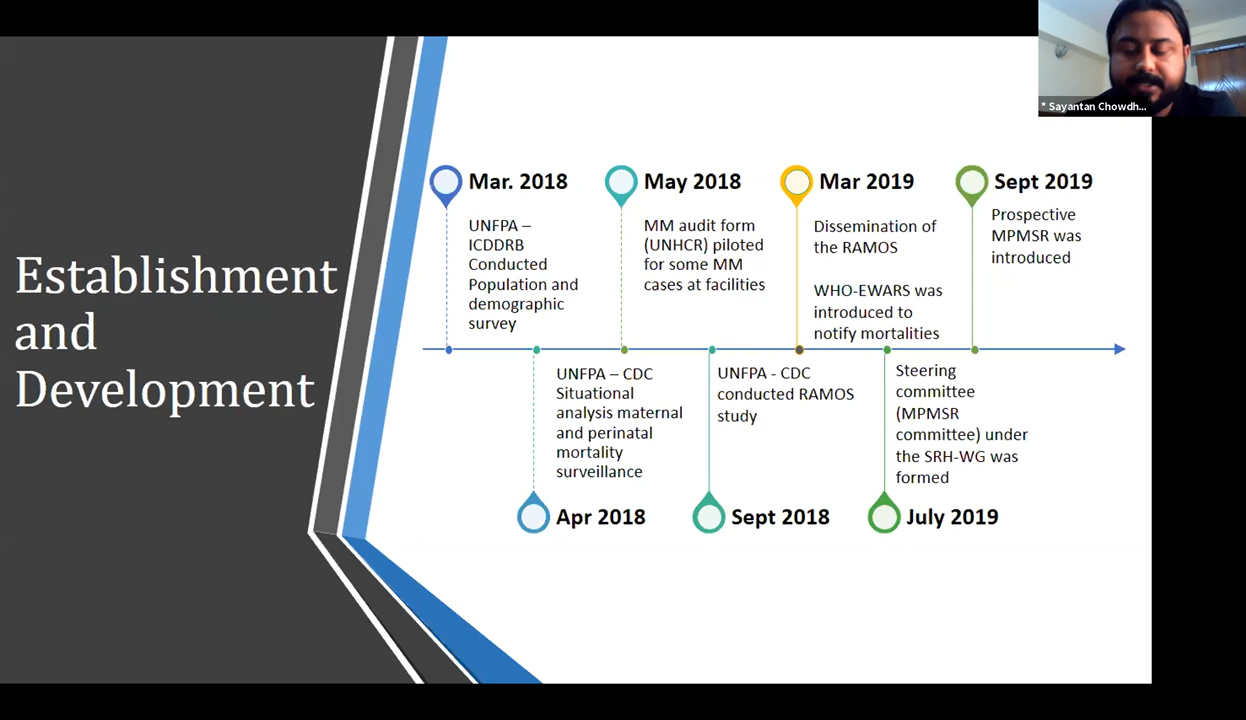 * Sayantan Chowdh...
Establishment
and
Development
Mar. 2018
UNFPA –
ICDDRB
Conducted
Population and
demographic
survey
Apr 2018
UNFPA – CDC
Situational
analysis maternal
and perinatal
mortality
surveillance
May 2018
MM audit form
(UNHCR) piloted
for some MM
cases at facilities
Sept 2018
UNFPA - CDC
conducted RAMOS
study
Mar 2019
Dissemination of
the RAMOS
WHO-EWARS was
introduced to
notify mortalities
July 2019
Steering
committee
(MPMSR
committee) under
the SRH-WG was
formed
Sept 2019
Prospective
MPMSR was
introduced